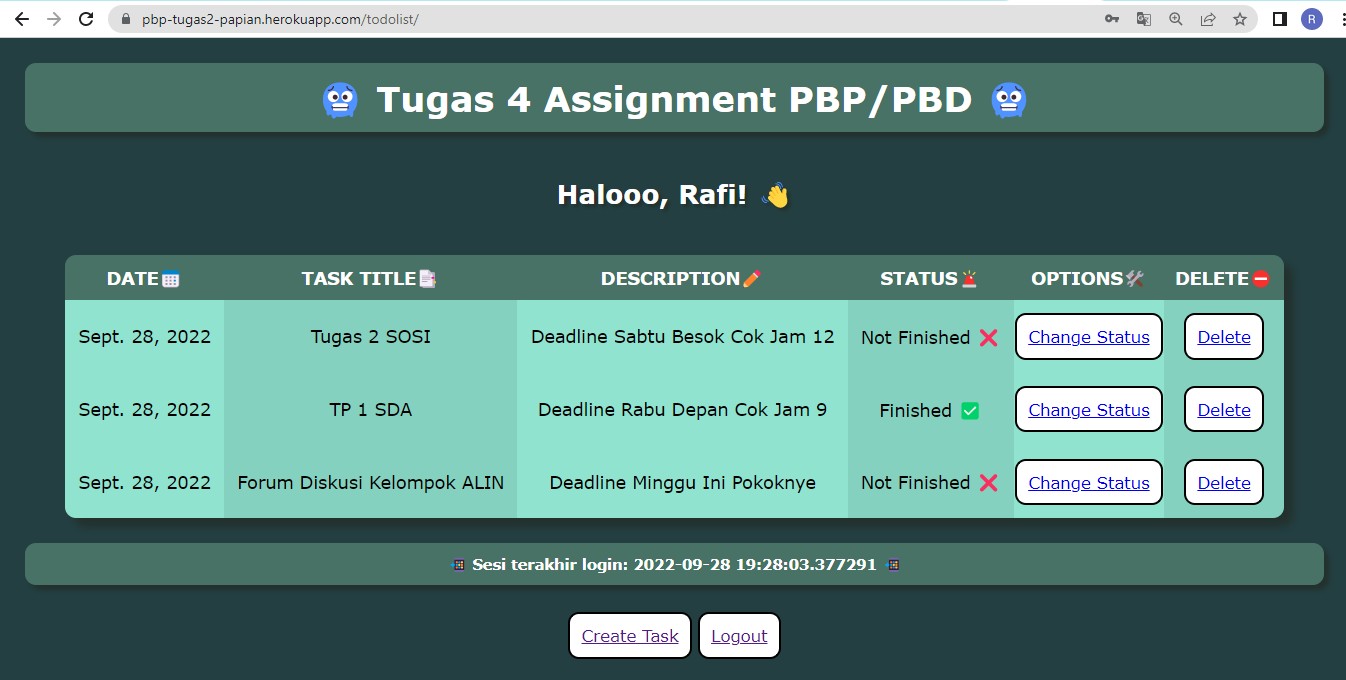 pbp-tugas2-papian.herokuapp.com/todolist/
R
🥶 Tugas 4 Assignment PBP/PBD 🥶
Halooo, Rafi! 👋
DATE📅 TASK TITLE📑 DESCRIPTION✏️ STATUS🚨 OPTIONS🛠️ DELETE⛔
Sept. 28, 2022 Tugas 2 SOSI Deadline Sabtu Besok Cok Jam 12 Not Finished ❌ Change Status Delete
Sept. 28, 2022 TP 1 SDA Deadline Rabu Depan Cok Jam 9 Finished ✅ Change Status Delete
Sept. 28, 2022 Forum Diskusi Kelompok ALIN Deadline Minggu Ini Pokoknye Not Finished ❌ Change Status Delete
📲 Sesi terakhir login: 2022-09-28 19:28:03.377291 📲
Create Task Logout